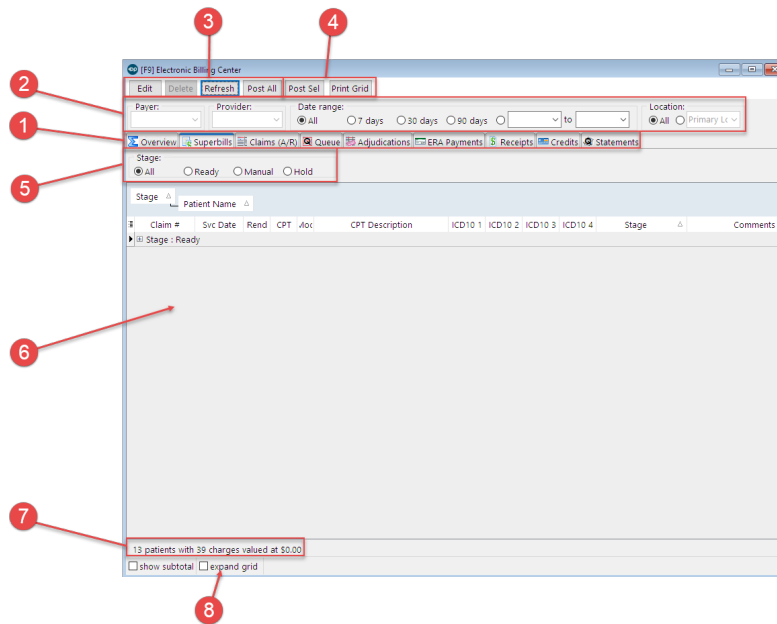 3
4
[F9] Electronic Billing Center
2
Edit Delete Refresh Post All Post Sel Print Grid
Payer: Provider: Date range: Location:
All 7 days 30 days 90 days to All Primary Lo
1
Overview Superbills Claims (A/R) Queue Adjudications ERA Payments Receipts Credits Statements
Stage:
All Ready Manual Hold
5
Stage
Patient Name
Claim # Svc Date Rend CPT CPT Description ICD10 1 ICD10 2 ICD10 3 ICD10 4 Stage Comments
Stage : Ready
6
7
13 patients with 39 charges valued at $0.00
show subtotal expand grid
8